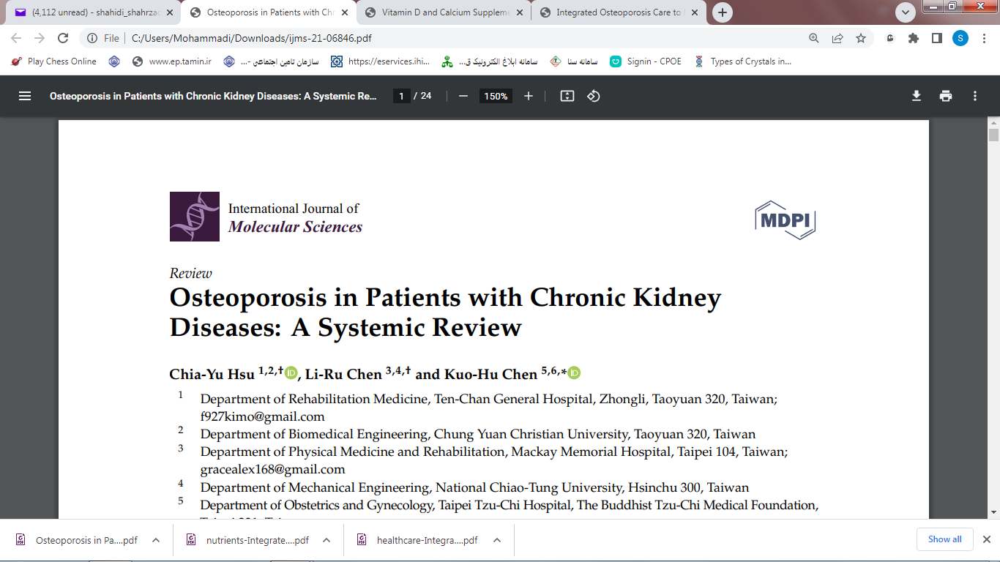 (4,112 unread) - shahidi_shahrzad
Osteoporosis in Patients with Chr
Vitamin D and Calcium Suppleme
Integrated Osteoporosis Care to
File
C:/Users/Mohammadi/Downloads/ijms-21-06846.pdf
S
Play Chess Online
www.ep.tamin.ir
سازمان تامین اجتماعی -...
https://eservices.ihi...
سامانه ابلاغ الکترونیک ق...
سامانه سنا
Signin - CPOE
Types of Crystals in...
Osteoporosis in Patients with Chronic Kidney Diseases: A Systemic Re...
1 / 24
150%
International Journal of
Molecular Sciences
MDPI
Review
Osteoporosis in Patients with Chronic Kidney
Diseases: A Systemic Review
Chia-Yu Hsu 1,2,†iD, Li-Ru Chen 3,4,† and Kuo-Hu Chen 5,6,*iD
1 Department of Rehabilitation Medicine, Ten-Chan General Hospital, Zhongli, Taoyuan 320, Taiwan;
f927kimo@gmail.com
2 Department of Biomedical Engineering, Chung Yuan Christian University, Taoyuan 320, Taiwan
3 Department of Physical Medicine and Rehabilitation, Mackay Memorial Hospital, Taipei 104, Taiwan;
gracealex168@gmail.com
4 Department of Mechanical Engineering, National Chiao-Tung University, Hsinchu 300, Taiwan
5 Department of Obstetrics and Gynecology, Taipei Tzu-Chi Hospital, The Buddhist Tzu-Chi Medical Foundation,
Osteoporosis in Pa....pdf
nutrients-Integrate....pdf
healthcare-Integra....pdf
Show all